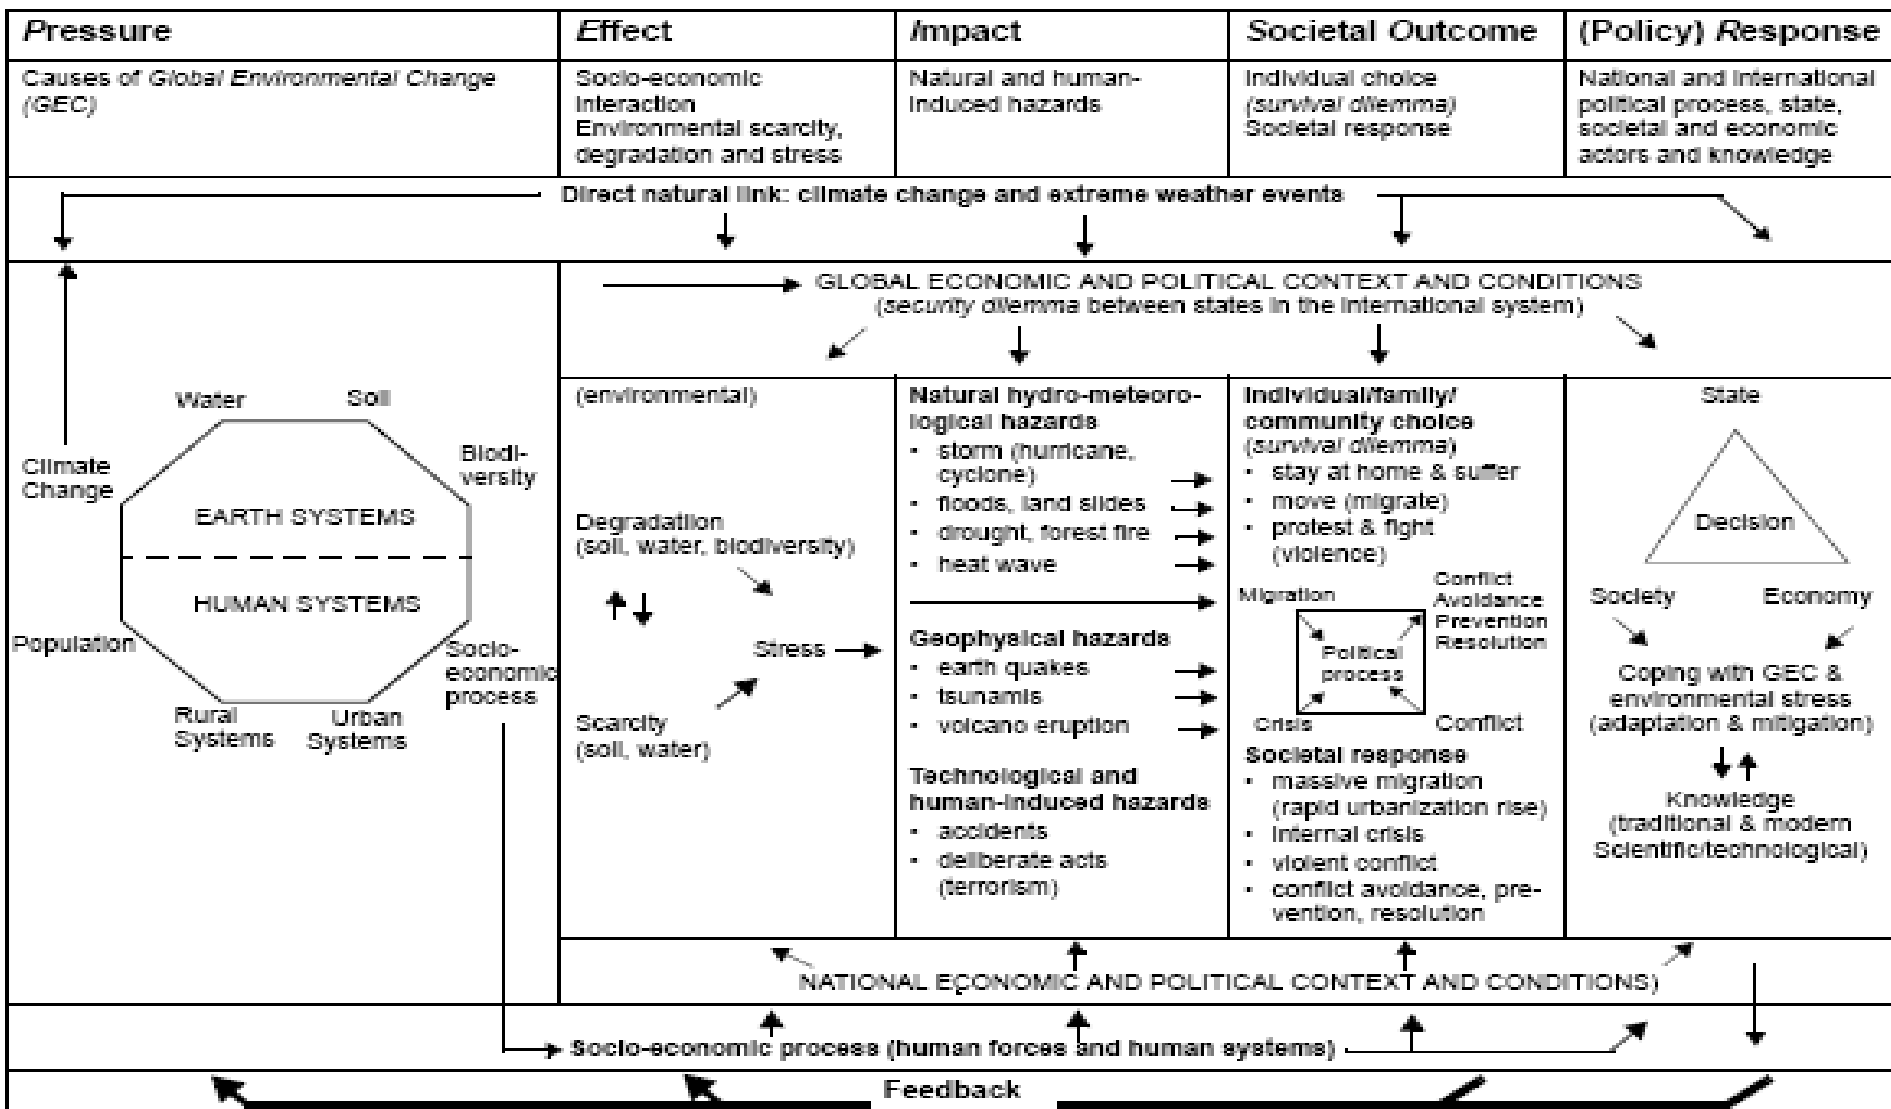 Pressure
Effect
Impact
Societal Outcome
(Policy) Response
Causes of Global Environmental Change
(GEC)
Socio-economic
interaction
Environmental scarcity,
degradation and stress
Natural and human-
induced hazards
Individual choice
(survival dilemma)
Societal response
National and international
political process, state,
societal and economic
actors and knowledge
Direct natural link: climate change and extreme weather events
GLOBAL ECONOMIC AND POLITICAL CONTEXT AND CONDITIONS
(security dilemma between states in the international system)
Water
Soil
Climate
Change
Biodi-
versity
EARTH SYSTEMS
HUMAN SYSTEMS
Population
Socio-
economic
process
Rural
Systems
Urban
Systems
(environmental)
Degradatiion
(soil, water, biodiversity)
Stress
Scarcity
(soil, water)
Natural hydro-meteoro-
logical hazards
• storm (hurricane,
cyclone)
• floods, land slides
• drought, forest fire
• heat wave
Geophysical hazards
• earth quakes
• tsunamis
• volcano eruption
Technological and
human-induced hazards
• accidents
• deliberate acts
(terrorism)
Individual/family/
community choice
(survival dilemma)
• stay at home & suffer
• move (migrate)
• protest & fight
(violence)
Migration
Conflict
Avoidance
Prevention
Resolution
Political
process
Crisis
Conflict
Societal response
• massive migration
(rapid urbanization rise)
• internal crisis
• violent conflict
• conflict avoidance, pre-
vention, resolution
State
Decision
Society
Economy
Coping with GEC &
environmental stress
(adaptation & mitigation)
Knowledge
(traditional & modern
Scientific/technological)
NATIONAL ECONOMIC AND POLITICAL CONTEXT AND CONDITIONS)
Socio-economic process (human forces and human systems)
Feedback